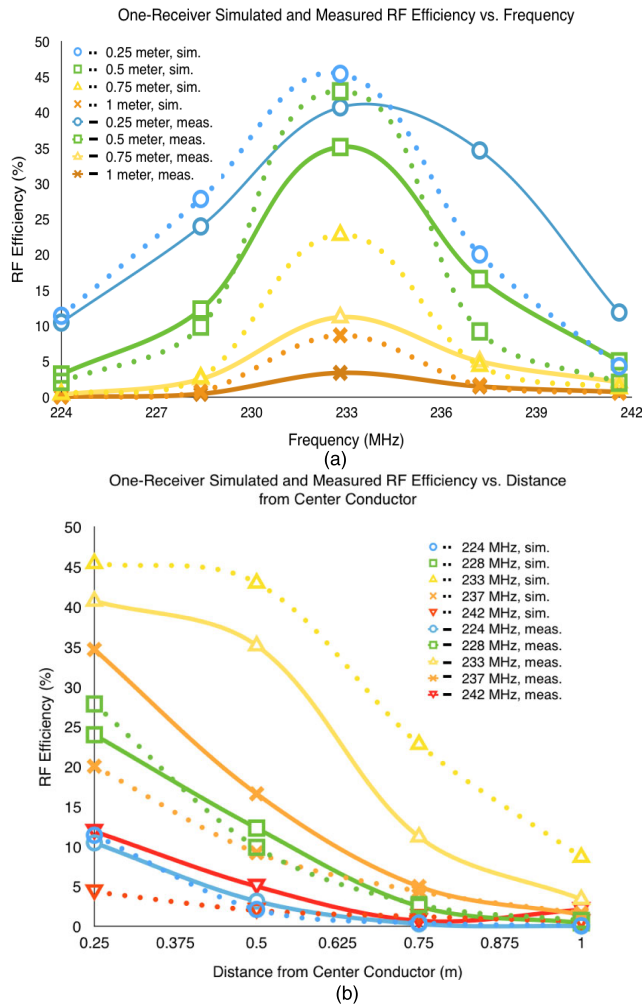 One-Receiver Simulated and Measured RF Efficiency vs. Frequency
50
45
40
35
30
25
20
15
10
5
0
RF Efficiency (%)
0.25 meter, sim.
0.5 meter, sim.
0.75 meter, sim.
1 meter, sim.
0.25 meter, meas.
0.5 meter, meas.
0.75 meter, meas.
1 meter, meas.
224 227 230 233 236 239 242
Frequency (MHz)
(a)
One-Receiver Simulated and Measured RF Efficiency vs. Distance
from Center Conductor
50
45
40
35
30
25
20
15
10
5
0
RF Efficiency (%)
224 MHz, sim.
228 MHz, sim.
233 MHz, sim.
237 MHz, sim.
242 MHz, sim.
224 MHz, meas.
228 MHz, meas.
233 MHz, meas.
237 MHz, meas.
242 MHz, meas.
0.25 0.375 0.5 0.625 0.75 0.875 1
Distance from Center Conductor (m)
(b)